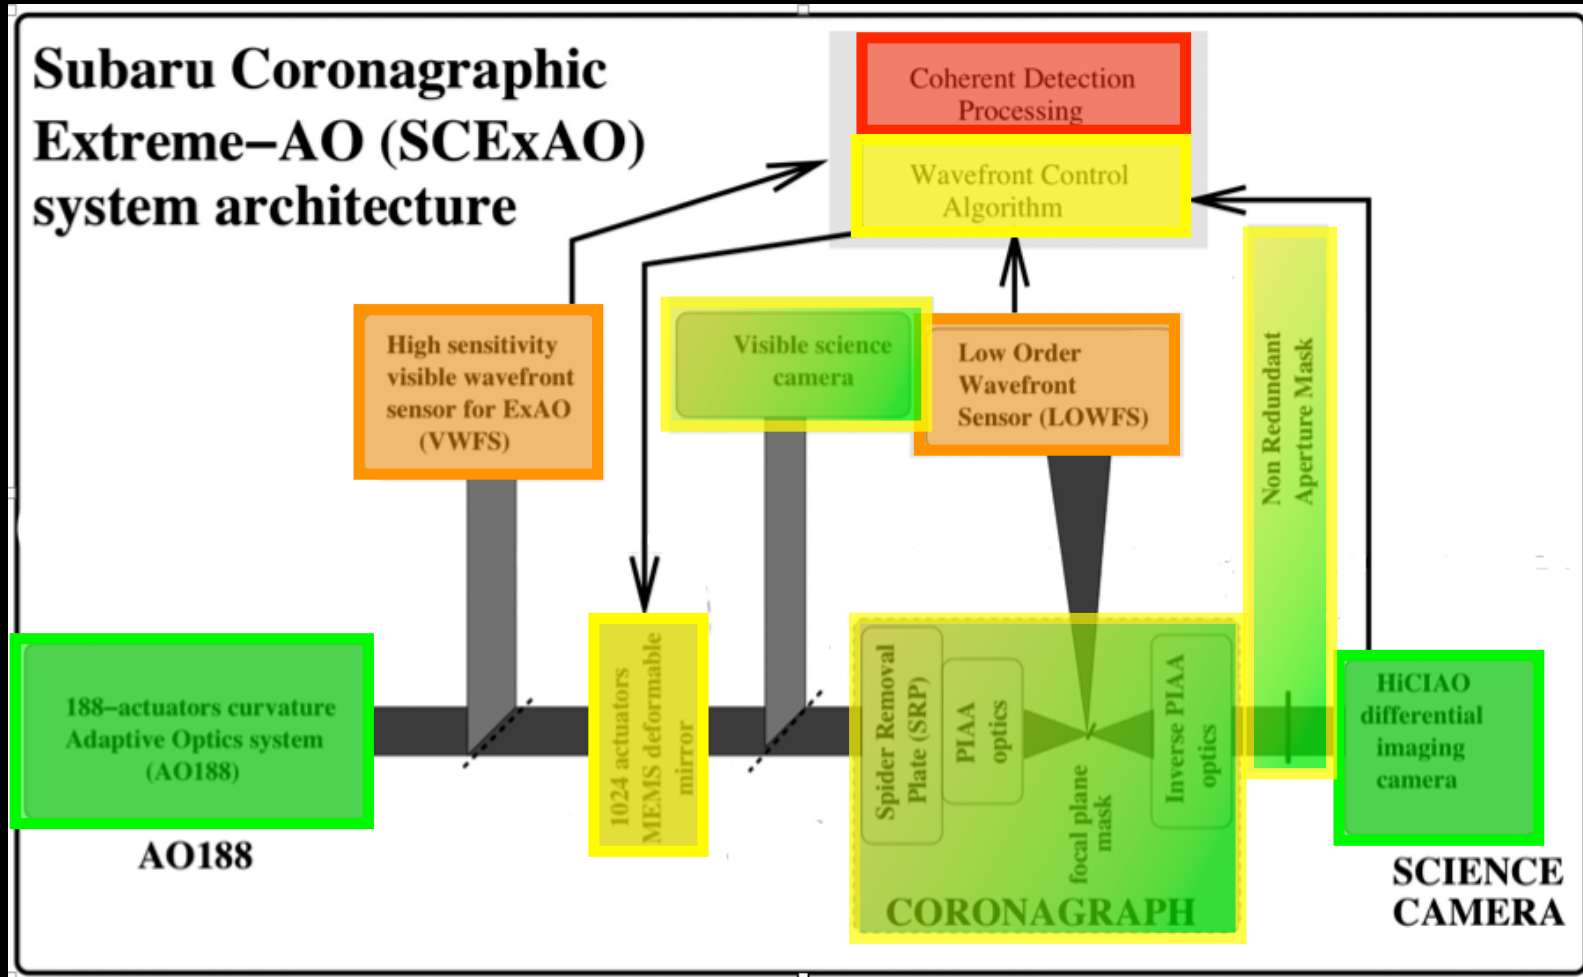 Subaru Coronagraphic
Extreme–AO (SCExAO)
system architecture
Coherent Detection
Processing
Wavefront Control
Algorithm
High sensitivity
visible wavefront
sensor for ExAO
(VWFS)
Visible science
camera
Low Order
Wavefront
Sensor (LOWFS)
Non Redundant
Aperture Mask
188–actuators curvature
Adaptive Optics system
(AO188)
AO188
1024 actuators
MEMS deformable
mirror
Spider Removal
Plate (SRP)
PIAA
optics
focal plane
mask
Inverse PIAA
optics
CORONAGRAPH
HiCIAO
differential
imaging
camera
SCIENCE
CAMERA